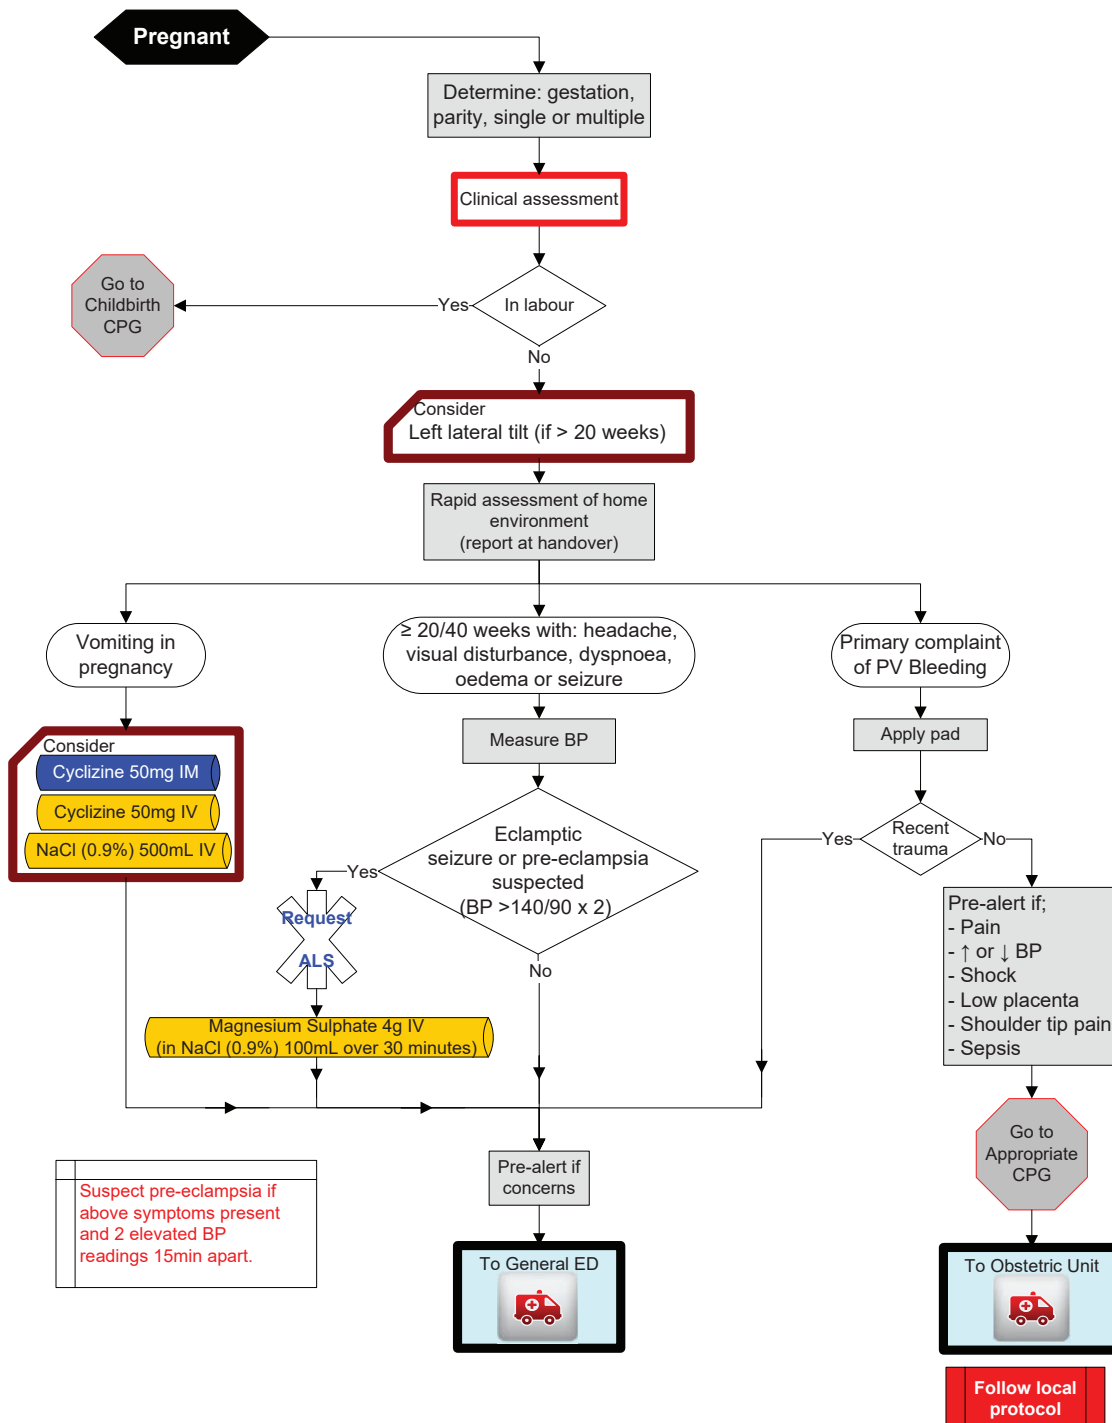 Pregnant
Determine: gestation,
parity, single or multiple
Clinical assessment
Go to
Childbirth
CPG
Yes
In labour
No
Consider
Left lateral tilt (if > 20 weeks)
Rapid assessment of home
environment
(report at handover)
Vomiting in
pregnancy
≥ 20/40 weeks with: headache,
visual disturbance, dyspnoea,
oedema or seizure
Primary complaint
of PV Bleeding
Consider
Cyclizine 50mg IM
Cyclizine 50mg IV
NaCl (0.9%) 500mL IV
Measure BP
Apply pad
Eclamptic
seizure or pre-eclampsia
suspected
(BP >140/90 x 2)
Yes
No
Yes
Recent
trauma
No
Request
ALS
Magnesium Sulphate 4g IV
(in NaCl (0.9%) 100mL over 30 minutes)
Pre-alert if;
- Pain
- ↑ or ↓ BP
- Shock
- Low placenta
- Shoulder tip pain
- Sepsis
Go to
Appropriate
CPG
Pre-alert if
concerns
Suspect pre-eclampsia if
above symptoms present
and 2 elevated BP
readings 15min apart.
To General ED
To Obstetric Unit
Follow local
protocol